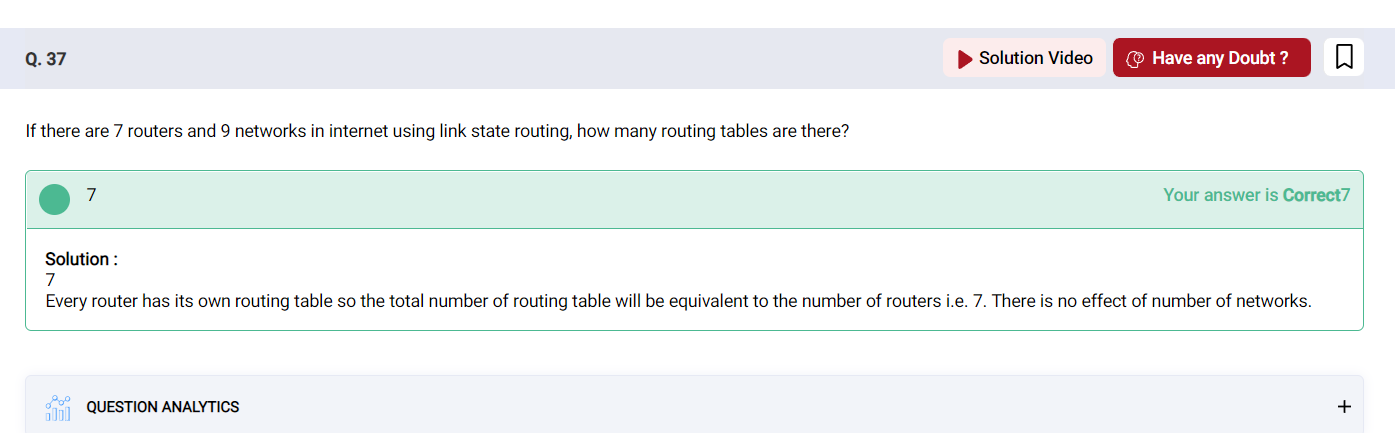 Q. 37
Solution Video
Have any Doubt ?
If there are 7 routers and 9 networks in internet using link state routing, how many routing tables are there?
7
Your answer is Correct7
Solution :
7
Every router has its own routing table so the total number of routing table will be equivalent to the number of routers i.e. 7. There is no effect of number of networks.
QUESTION ANALYTICS
+